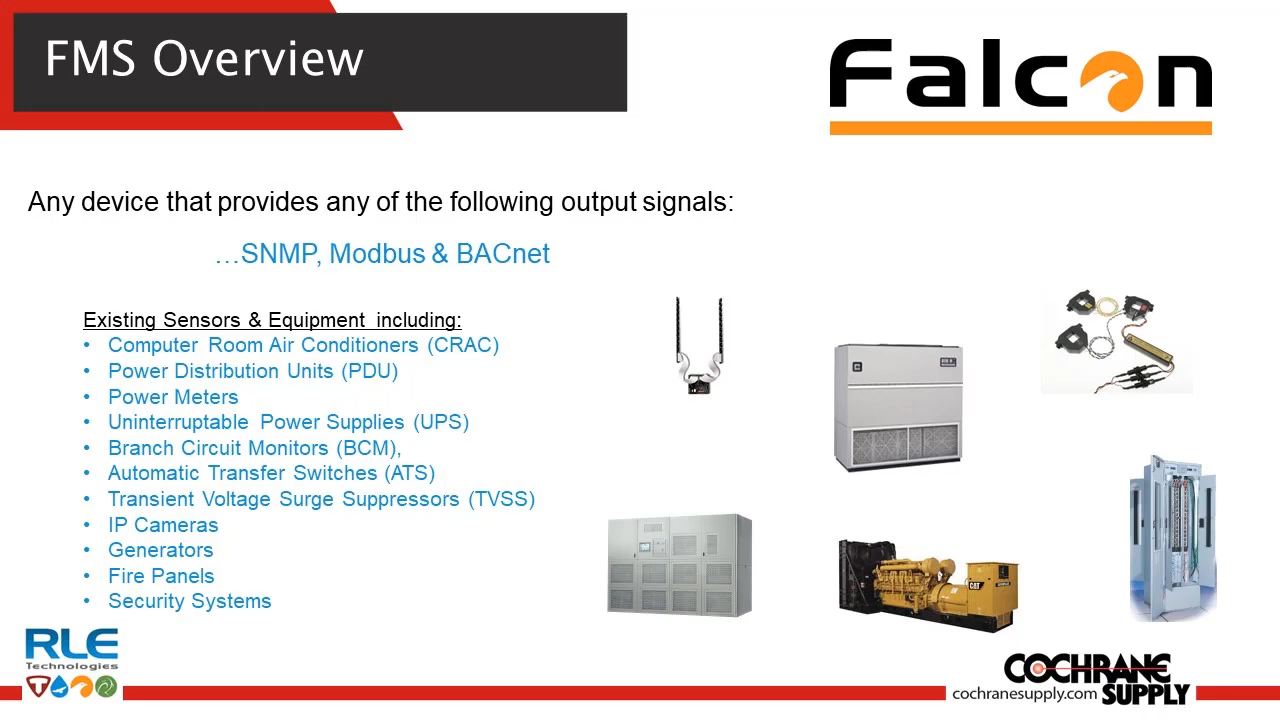 FMS Overview
Falcon
Any device that provides any of the following output signals:
…SNMP, Modbus & BACnet
Existing Sensors & Equipment including:
• Computer Room Air Conditioners (CRAC)
• Power Distribution Units (PDU)
• Power Meters
• Uninterruptable Power Supplies (UPS)
• Branch Circuit Monitors (BCM),
• Automatic Transfer Switches (ATS)
• Transient Voltage Surge Suppressors (TVSS)
• IP Cameras
• Generators
• Fire Panels
• Security Systems
CAT
RLE
Technologies
COCHRANE
cochranesupply.com SUPPLY